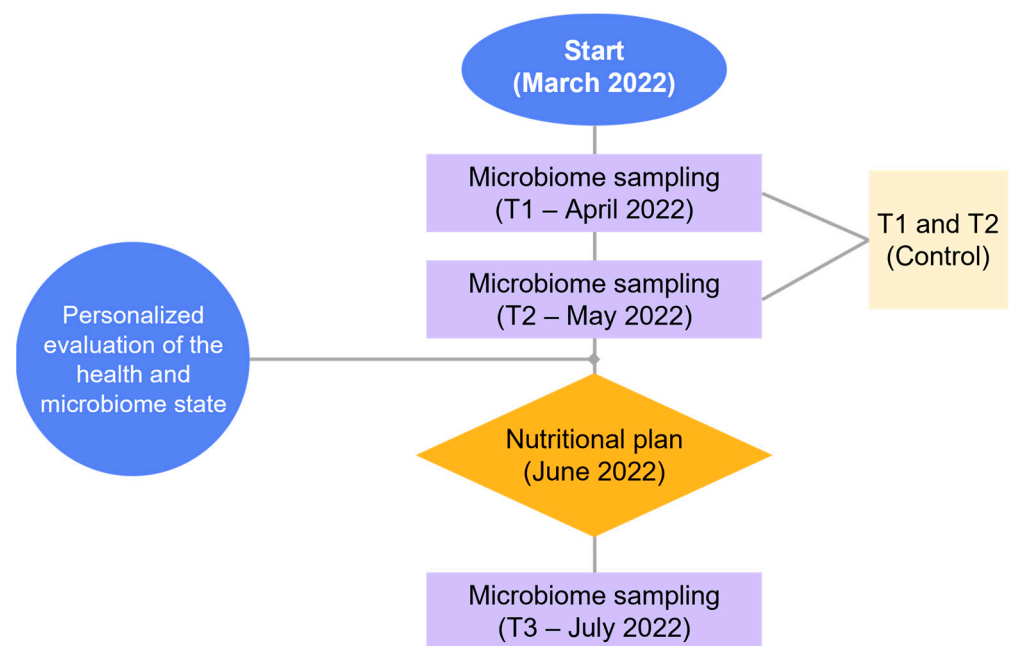 Start
(March 2022)
Microbiome sampling
(T1 – April 2022)
T1 and T2
(Control)
Microbiome sampling
(T2 – May 2022)
Personalized
evaluation of the
health and
microbiome state
Nutritional plan
(June 2022)
Microbiome sampling
(T3 – July 2022)